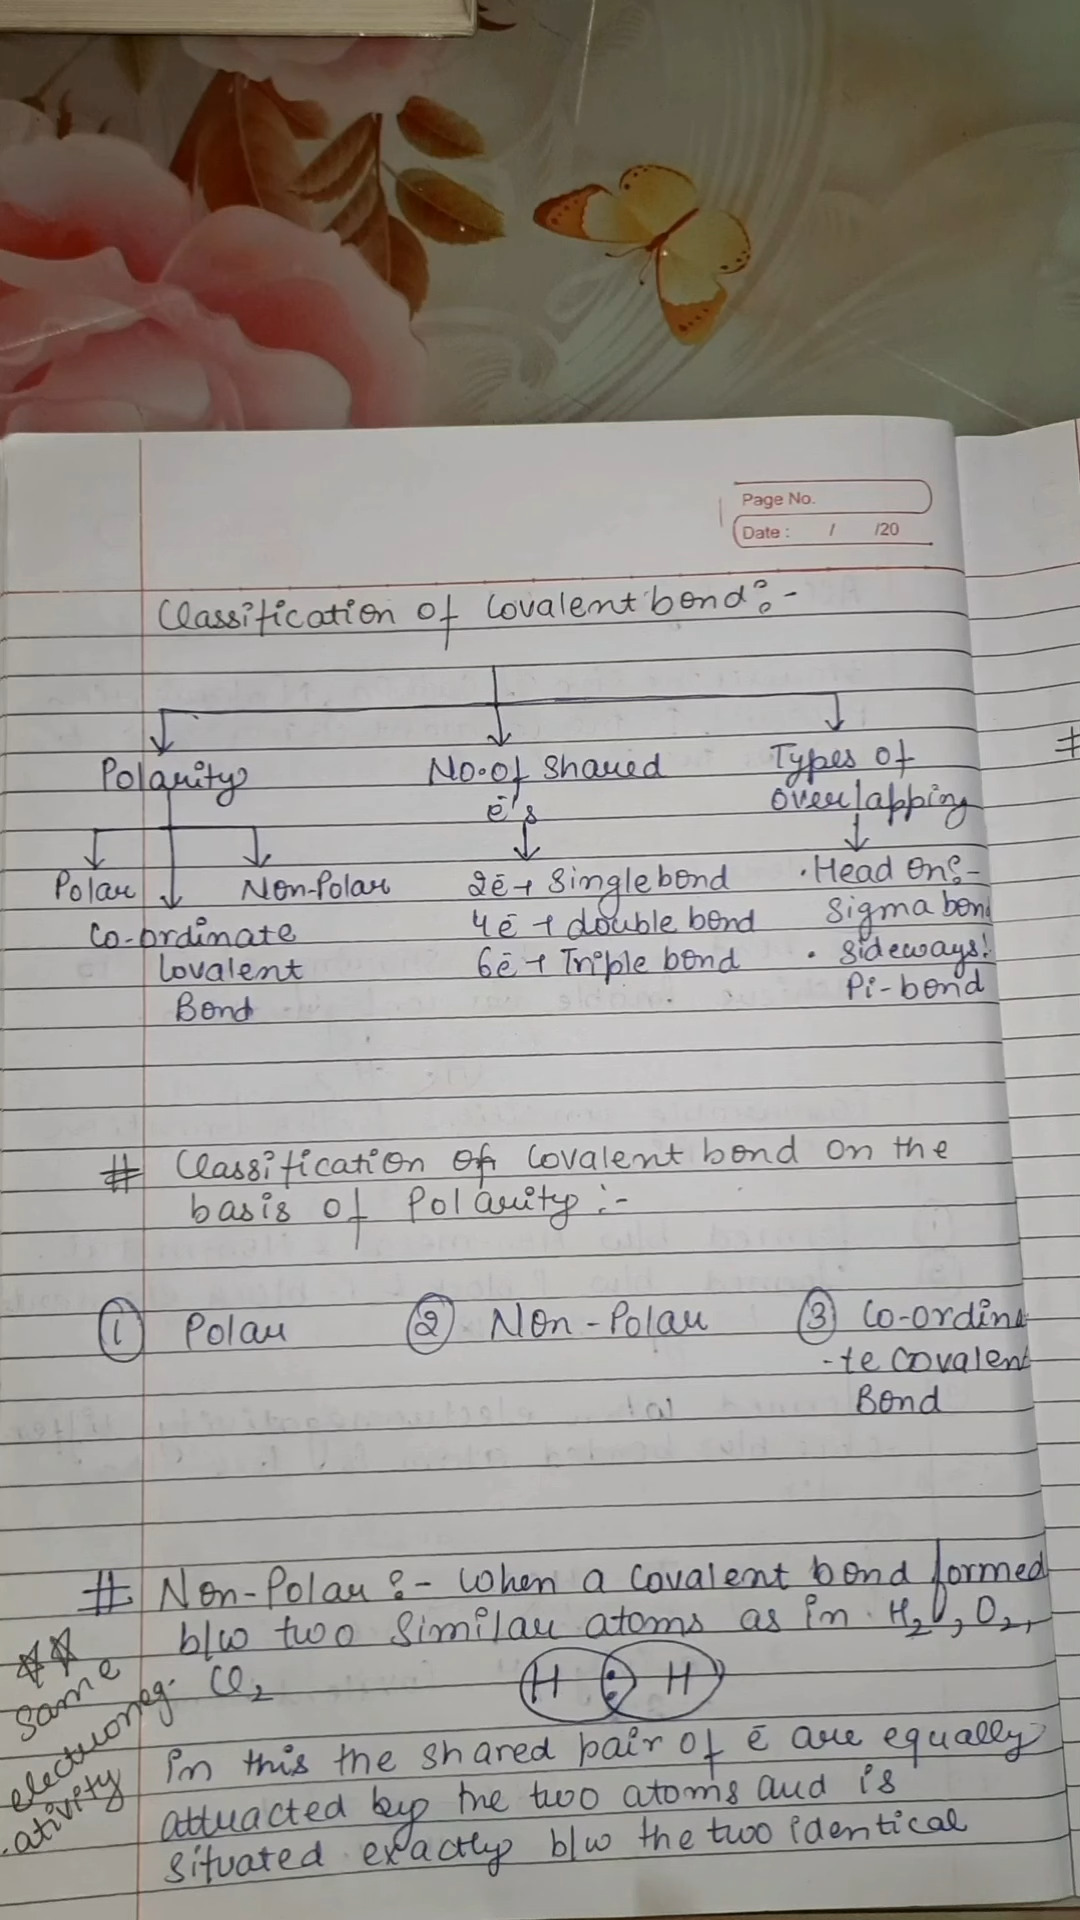 Page No.
Date : / /20
Classification of Covalent bond :-
Polarity No. of Shared Types of
e̅'s overlapping
Polar Non-Polar 2e̅ → Single bond • Head on :-
Co-ordinate 4e̅ → double bond Sigma bond
Covalent 6e̅ → Triple bond • Sideways :
Bond Pi-bond
# Classification of Covalent bond on the
basis of Polarity :-
① Polar ② Non-Polar ③ Co-ordina
-te Covalent
Bond
# Non-Polar :- When a Covalent bond formed
b/w two Similar atoms as in H₂O, O₂,
Cl₂
H : H
Same
electroneg.
ativity
in this the shared pair of e̅ are equally
attracted by the two atoms and is
situated exactly b/w the two identical